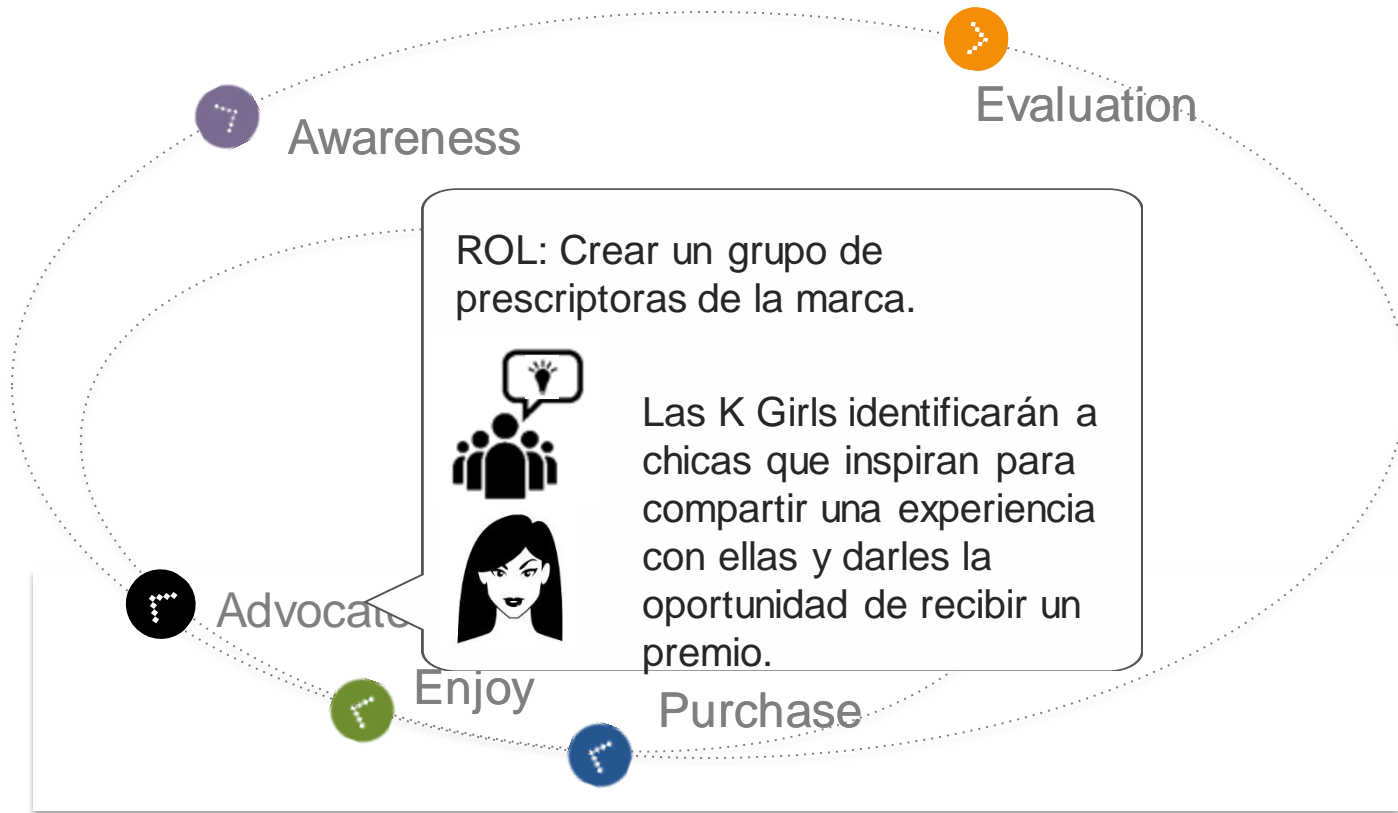 Evaluation
Awareness
ROL: Crear un grupo de
prescriptoras de la marca.
Las K Girls identificarán a
chicas que inspiran para
compartir una experiencia
con ellas y darles la
oportunidad de recibir un
premio.
Advocate
Enjoy
Purchase